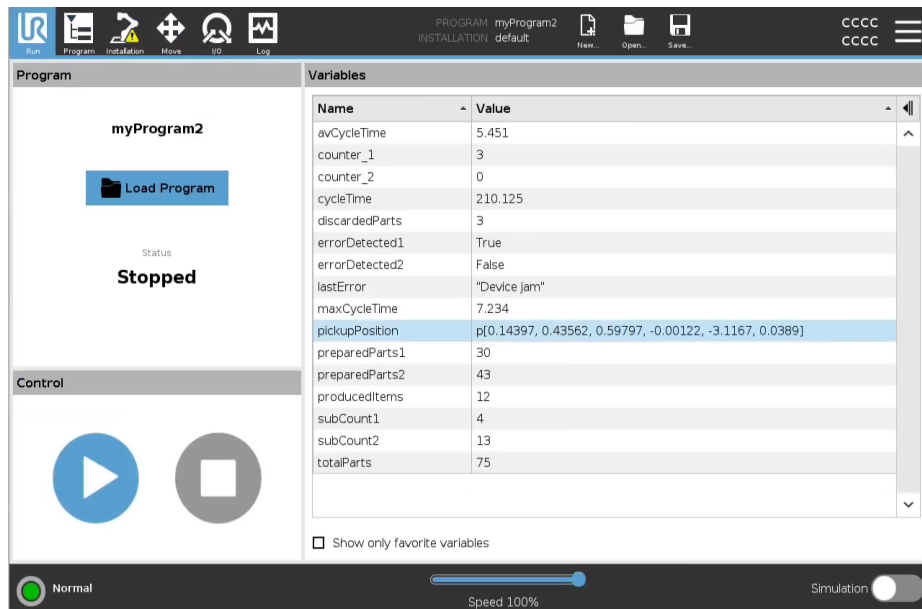 UR
PROGRAM myProgram2
INSTALLATION default
Run Program Installation Move I/O Log New... Open... Save...
CCCC
CCCC
Program
myProgram2
Load Program
Status
Stopped
Control
Variables
Name Value
avCycleTime 5.451
counter_1 3
counter_2 0
cycleTime 210.125
discardedParts 3
errorDetected1 True
errorDetected2 False
lastError "Device jam"
maxCycleTime 7.234
pickupPosition p[0.14397, 0.43562, 0.59797, -0.00122, -3.1167, 0.0389]
preparedParts1 30
preparedParts2 43
producedItems 12
subCount1 4
subCount2 13
totalParts 75
Show only favorite variables
Normal
Speed 100%
Simulation